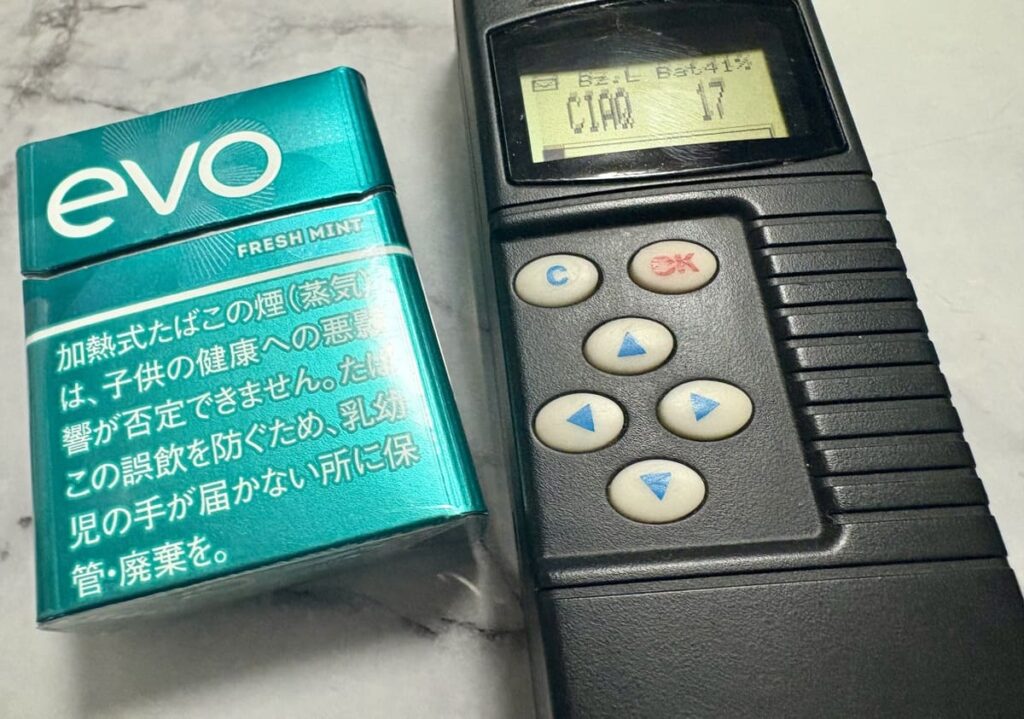 evo
FRESH MINT
加熱式たばこの煙(蒸気)
は、子供の健康への悪影
響が否定できません。たば
この誤飲を防ぐため、乳幼
児の手が届かない所に保
管・廃棄を。
Bz.L Bat41%
CIAO 17
C
OK